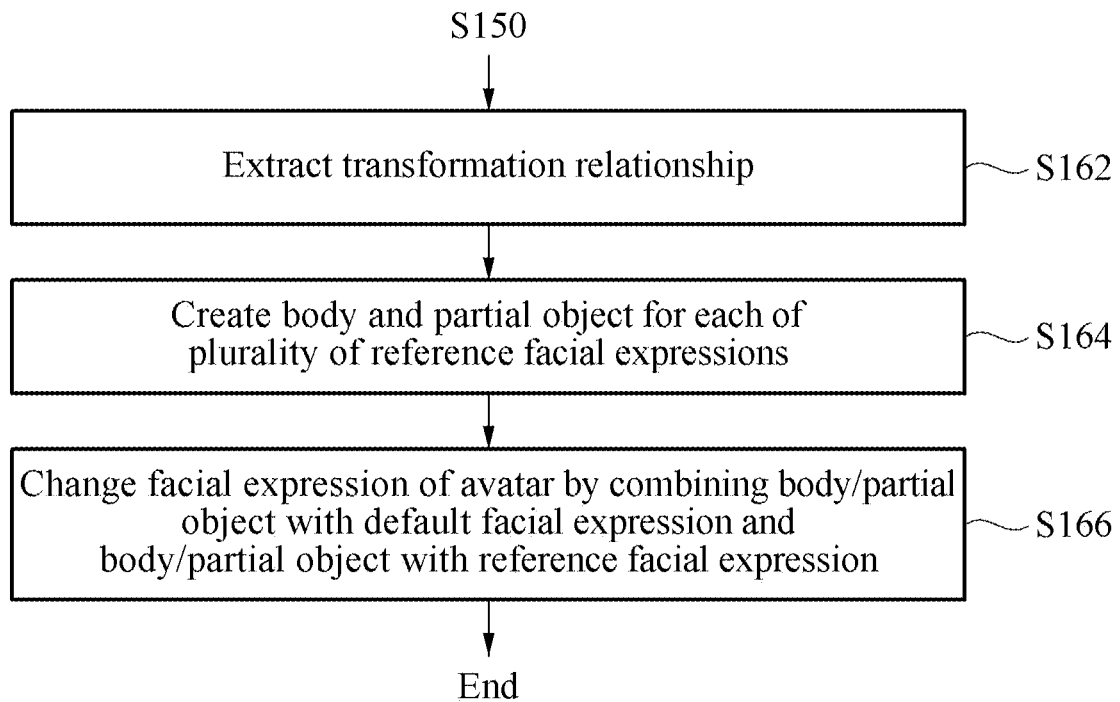 S150
Extract transformation relationship
S162
Create body and partial object for each of
plurality of reference facial expressions
S164
Change facial expression of avatar by combining body/partial
object with default facial expression and
body/partial object with reference facial expression
S166
End